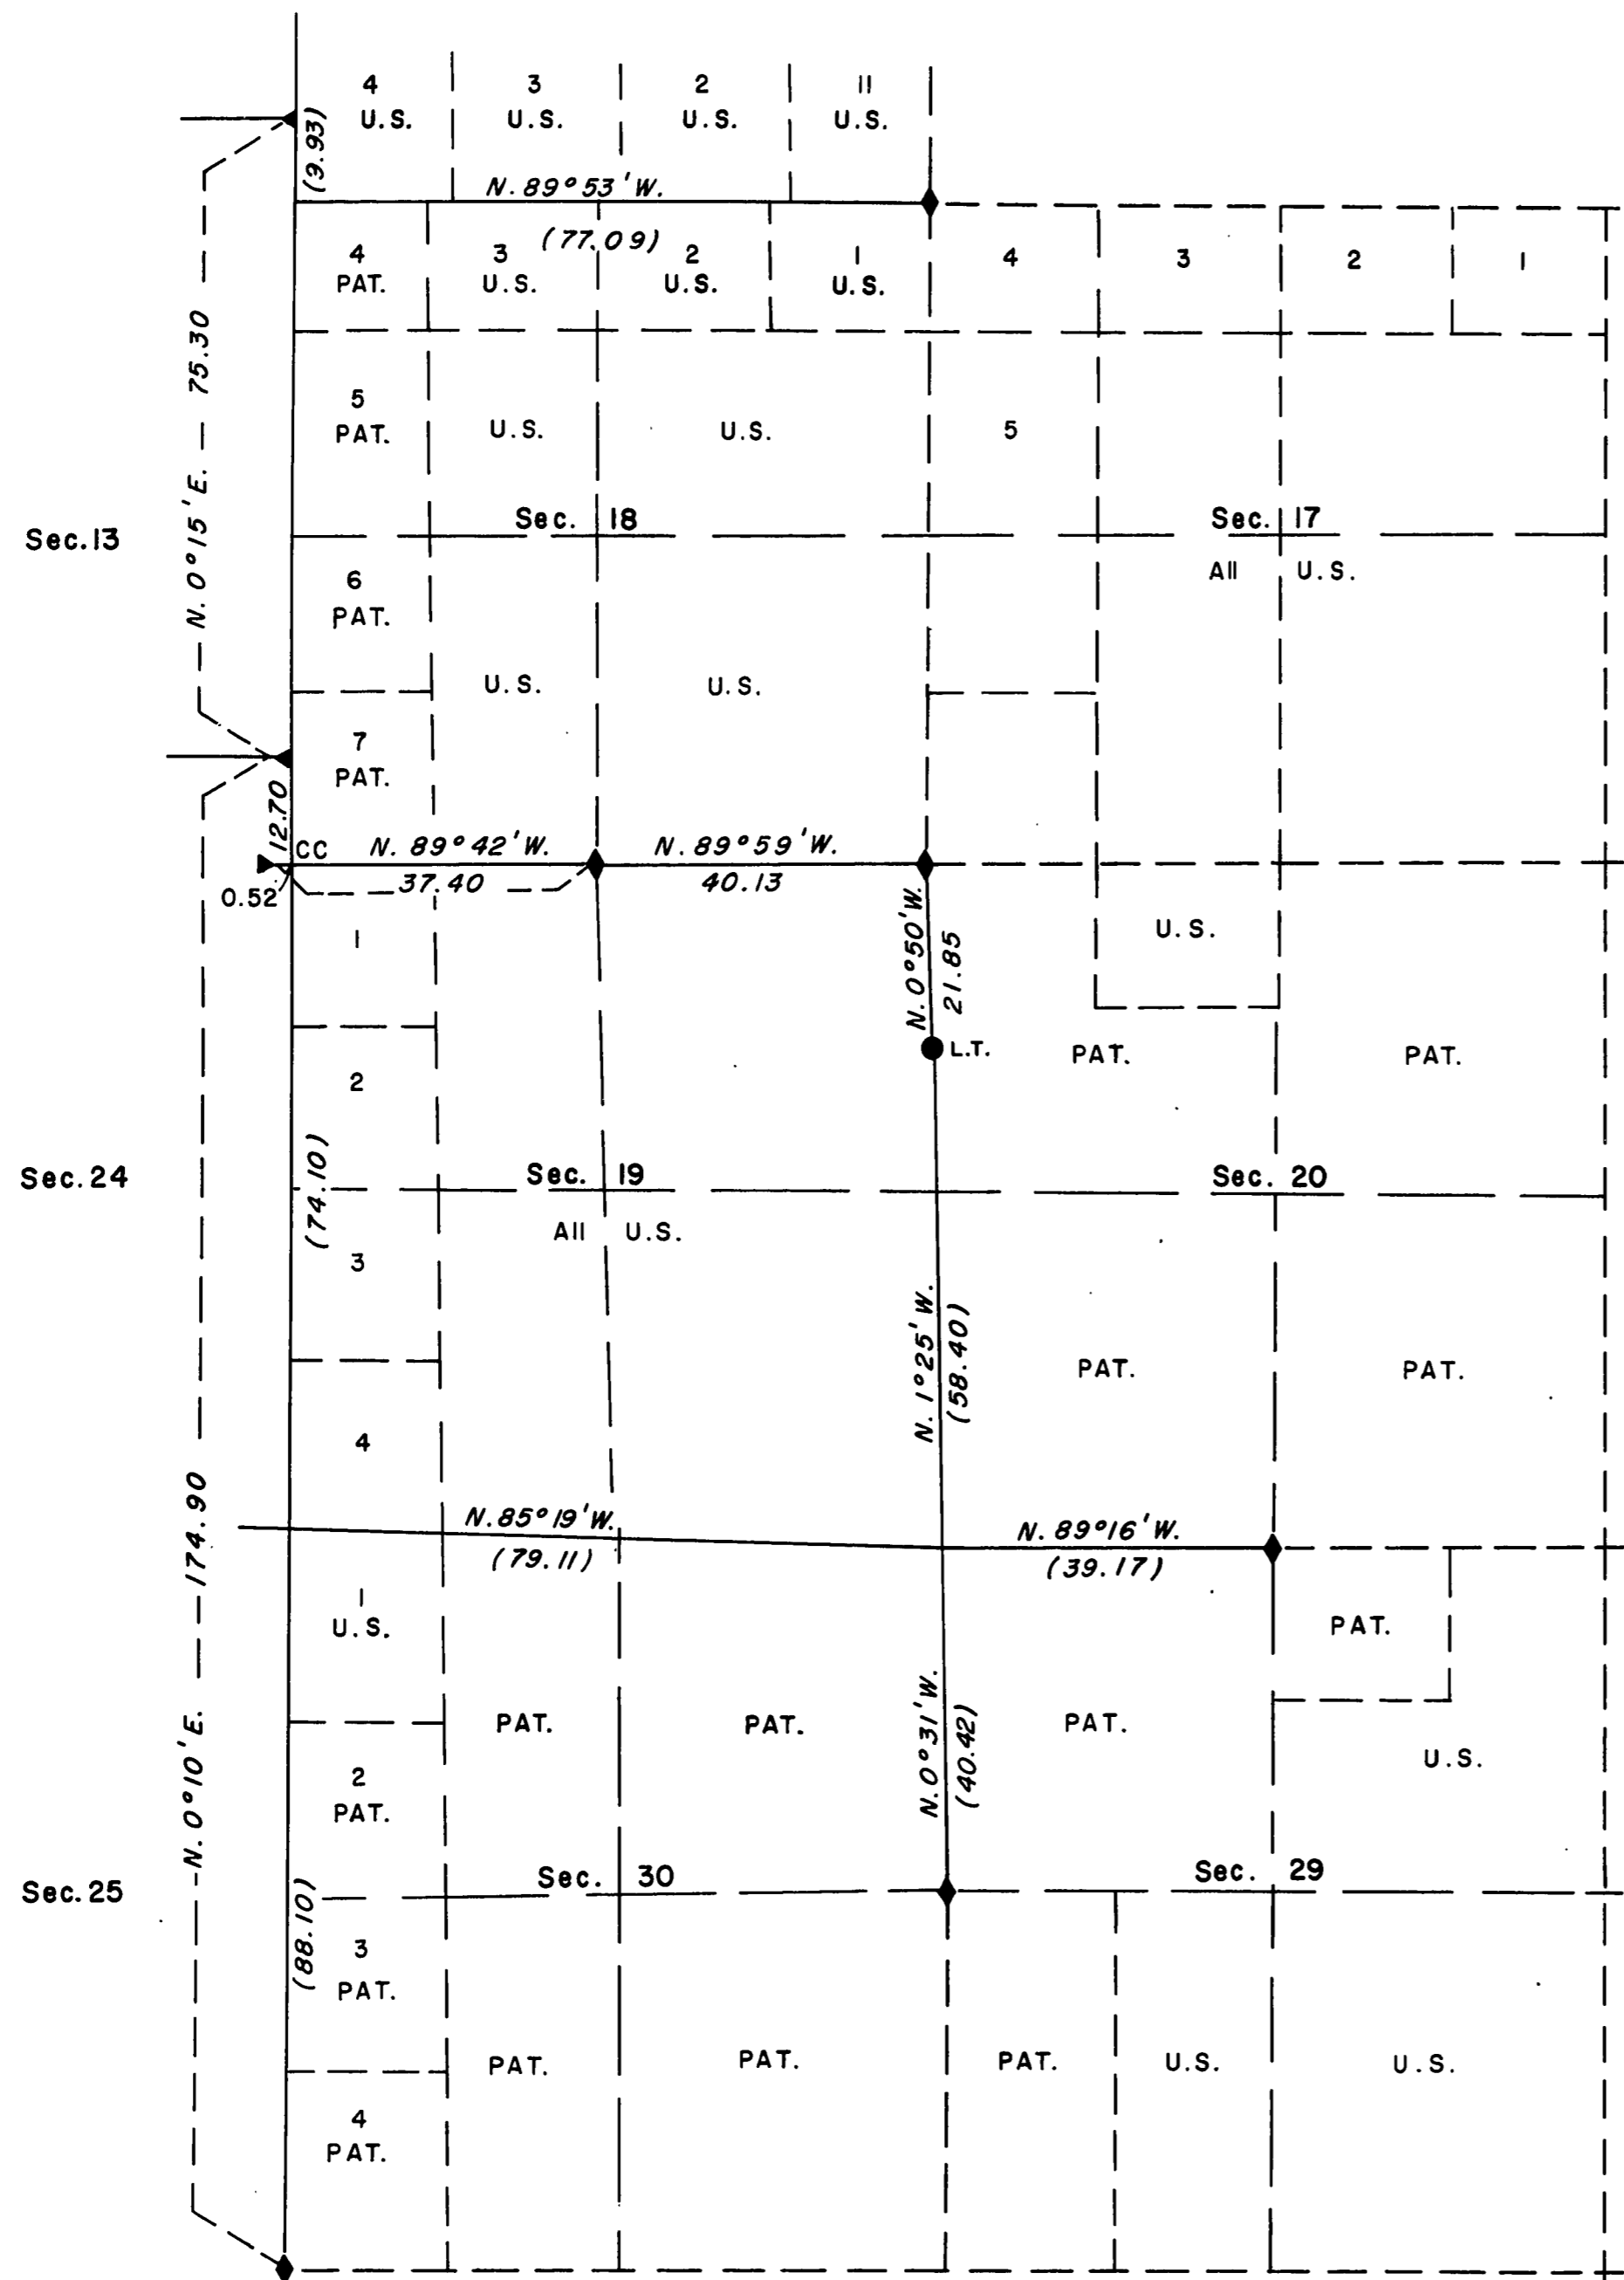 4 3 2 11
U.S. U.S. U.S. U.S.
(9.93)
N. 89°53'W.
(77.09)
4 3 2 1 4 3 2 1
PAT. U.S. U.S. U.S.
N. 0°15'E. 75.30
5
PAT. U.S. U.S. 5
Sec.13 Sec. 18 Sec. 17
All U.S.
6
PAT.
U.S. U.S.
7
PAT.
12.70
CC N. 89°42'W. N. 89°59'W.
0.52 37.40 40.13
1
N. 0°50'W.
21.85
U.S.
L.T. PAT. PAT.
2
Sec.24 Sec. 19 Sec. 20
(74.10)
All U.S.
3
N. 1°25'W.
(58.40)
PAT. PAT.
4
N. 0°10'E. 174.90
N. 85°19'W. N. 89°16'W.
(79.11) (39.17)
1
U.S. PAT.
N. 0°31'W.
(40.42)
PAT. PAT. PAT.
U.S.
2
PAT.
Sec.25 Sec. 30 Sec. 29
(88.10)
3
PAT.
PAT. PAT. PAT. U.S. U.S.
4
PAT.